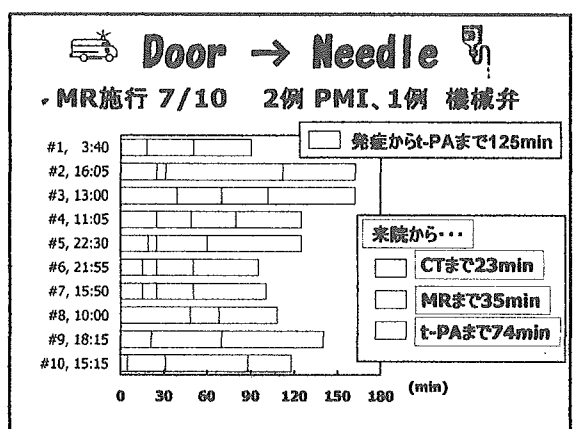 Door → Needle
・MR施行 7/10 2例 PMI、1例 機械弁
発症からt-PAまで125min
#1, 3:40
#2, 16:05
#3, 13:00
#4, 11:05
#5, 22:30
#6, 21:55
#7, 15:50
#8, 10:00
#9, 18:15
#10, 15:15
来院から・・・
CTまで23min
MRまで35min
t-PAまで74min
0 30 60 90 120 150 180 (min)